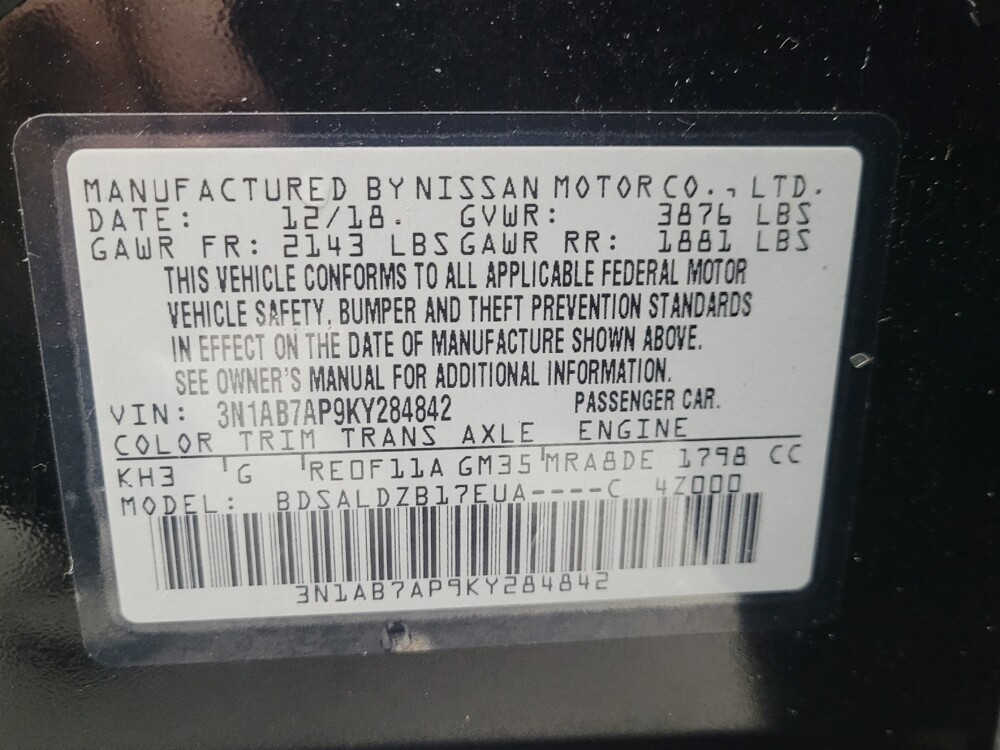 MANUFACTURED BY NISSAN MOTOR CO., LTD.
DATE: 12/18. GVWR: 3876 LBS
GAWR FR: 2143 LBS GAWR RR: 1881 LBS
THIS VEHICLE CONFORMS TO ALL APPLICABLE FEDERAL MOTOR
VEHICLE SAFETY, BUMPER AND THEFT PREVENTION STANDARDS
IN EFFECT ON THE DATE OF MANUFACTURE SHOWN ABOVE.
SEE OWNER'S MANUAL FOR ADDITIONAL INFORMATION.
VIN: 3N1AB7AP9KY284842 PASSENGER CAR.
COLOR TRIM TRANS AXLE ENGINE
KH3 G RE0F11A GM35 MRA8DE 1798 CC
MODEL: BDSALDZB17EUA----C 4Z000
3N1AB7AP9KY284842